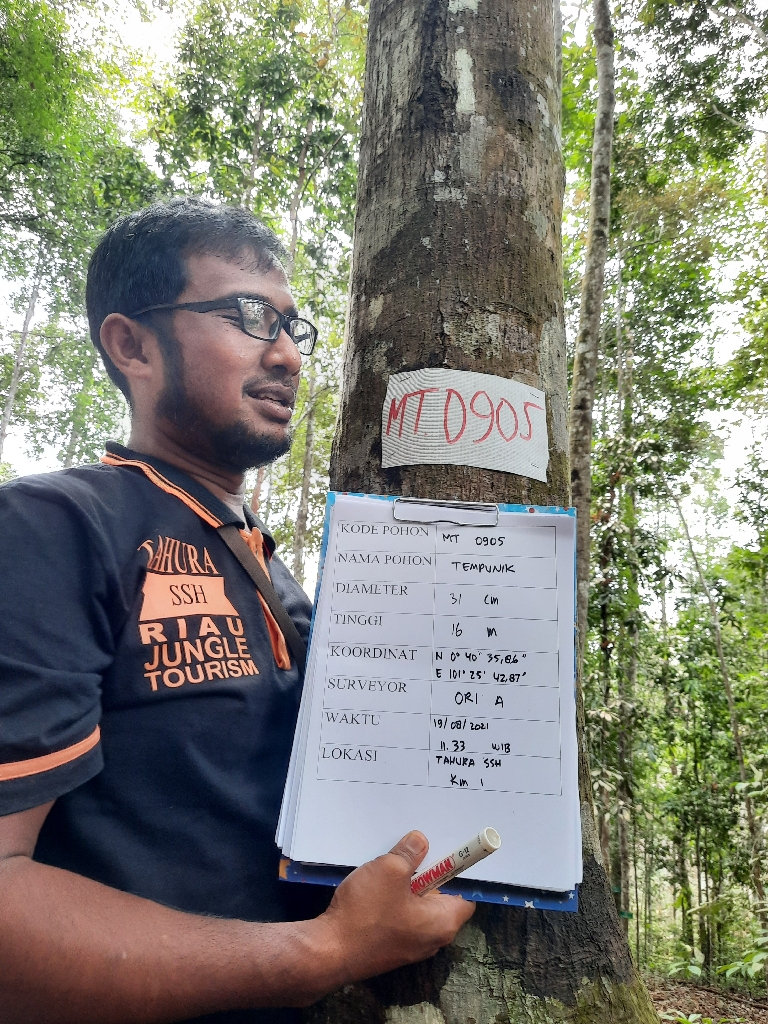 MT 0905
KODE POHON MT 0905
NAMA POHON TEMPUNIK
DIAMETER 31 cm
TINGGI 16 m
KOORDINAT N 0° 40' 35,86"
E 101° 25' 42,87"
SURVEYOR ORI A
WAKTU 19/08/2021
11.33 WIB
LOKASI TAHURA SSH
Km 1
TAHURA
SSH
RIAU
JUNGLE
TOURISM
SNOWMAN G-12